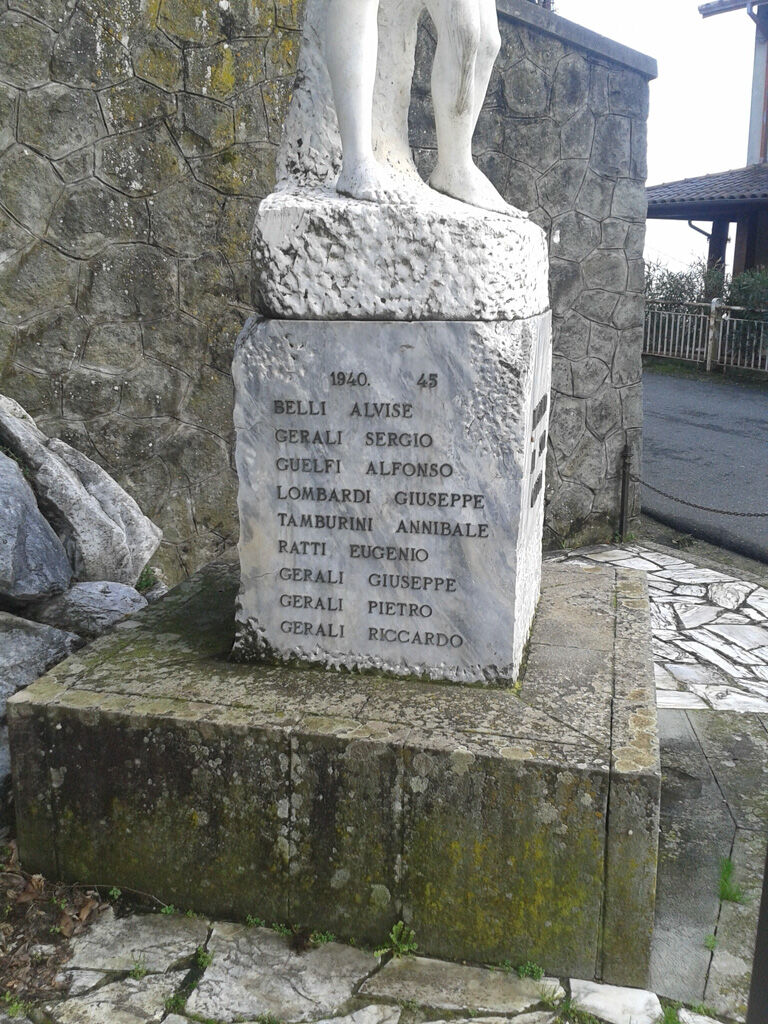 1940. 45
BELLI ALVISE
GERALI SERGIO
GUELFI ALFONSO
LOMBARDI GIUSEPPE
TAMBURINI ANNIBALE
RATTI EUGENIO
GERALI GIUSEPPE
GERALI PIETRO
GERALI RICCARDO